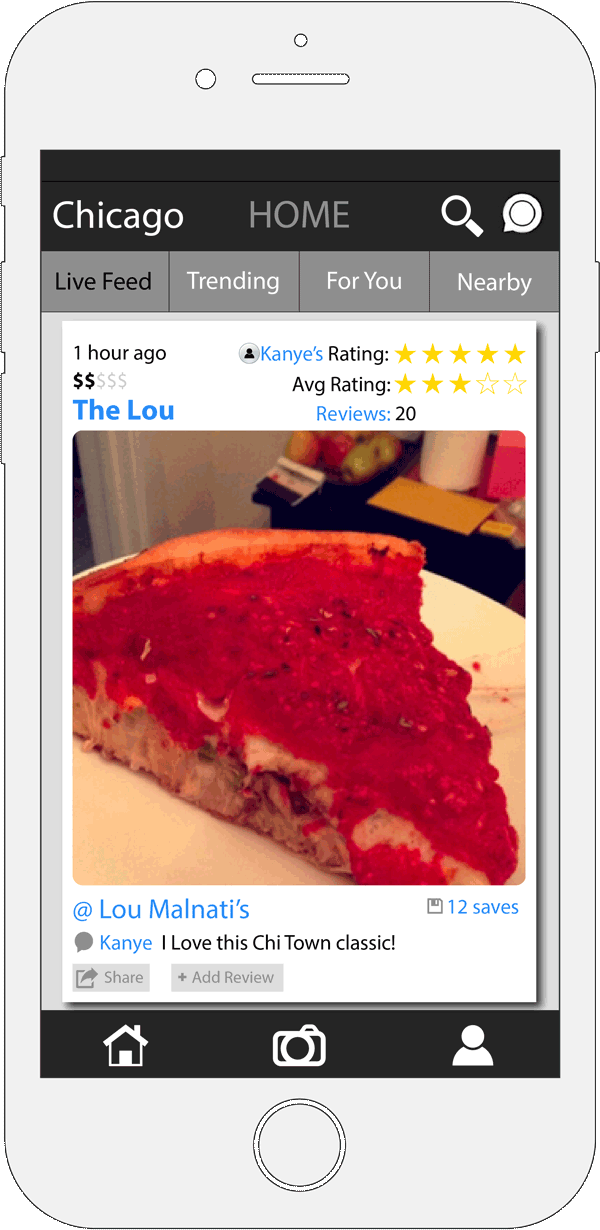 Chicago HOME
Live Feed Trending For You Nearby
1 hour ago Kanye's Rating:
$$$$$ Avg Rating:
The Lou Reviews: 20
@ Lou Malnati's 12 saves
Kanye I Love this Chi Town classic!
Share + Add Review